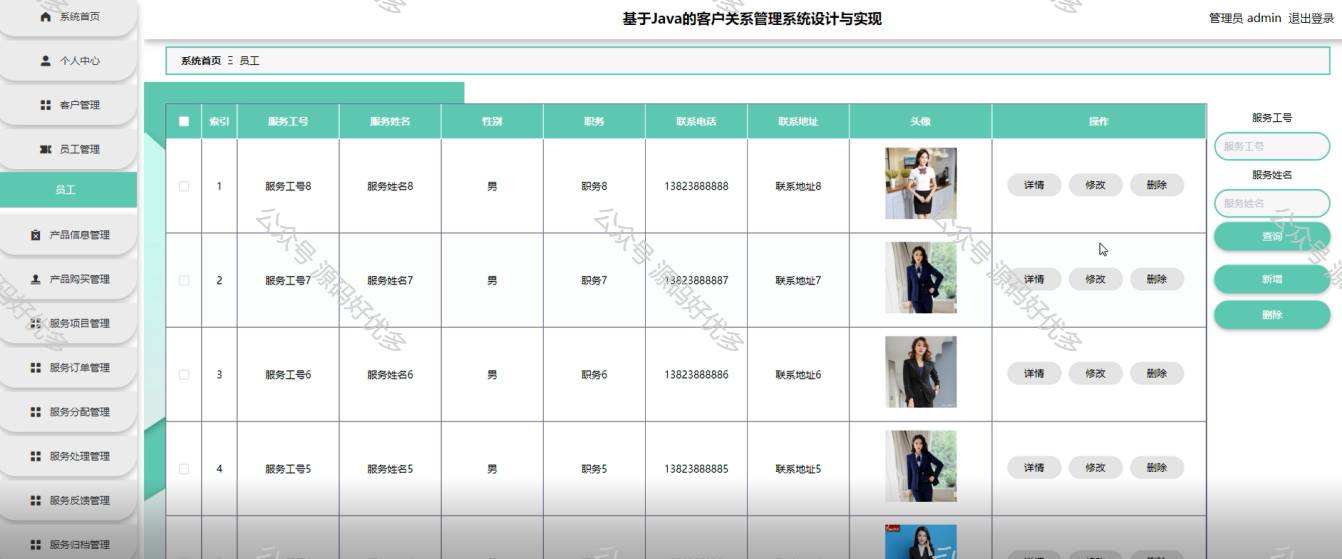 基于Java的客户关系管理系统设计与实现
管理员 admin 退出登录
系统首页
个人中心
客户管理
员工管理
员工
产品信息管理
产品购买管理
服务项目管理
服务订单管理
服务分配管理
服务处理管理
服务反馈管理
服务归档管理
系统首页 Ξ 员工
索引 服务工号 服务姓名 性别 职务 联系电话 联系地址 头像 操作
1 服务工号8 服务姓名8 男 职务8 13823888888 联系地址8 详情 修改 删除
2 服务工号7 服务姓名7 男 职务7 13823888887 联系地址7 详情 修改 删除
3 服务工号6 服务姓名6 男 职务6 13823888886 联系地址6 详情 修改 删除
4 服务工号5 服务姓名5 男 职务5 13823888885 联系地址5 详情 修改 删除
服务工号
服务工号
服务姓名
服务姓名
查询
新增
删除
公众号 源码好优多
公众号 源码好优多
公众号 源码好优多
源码好优多